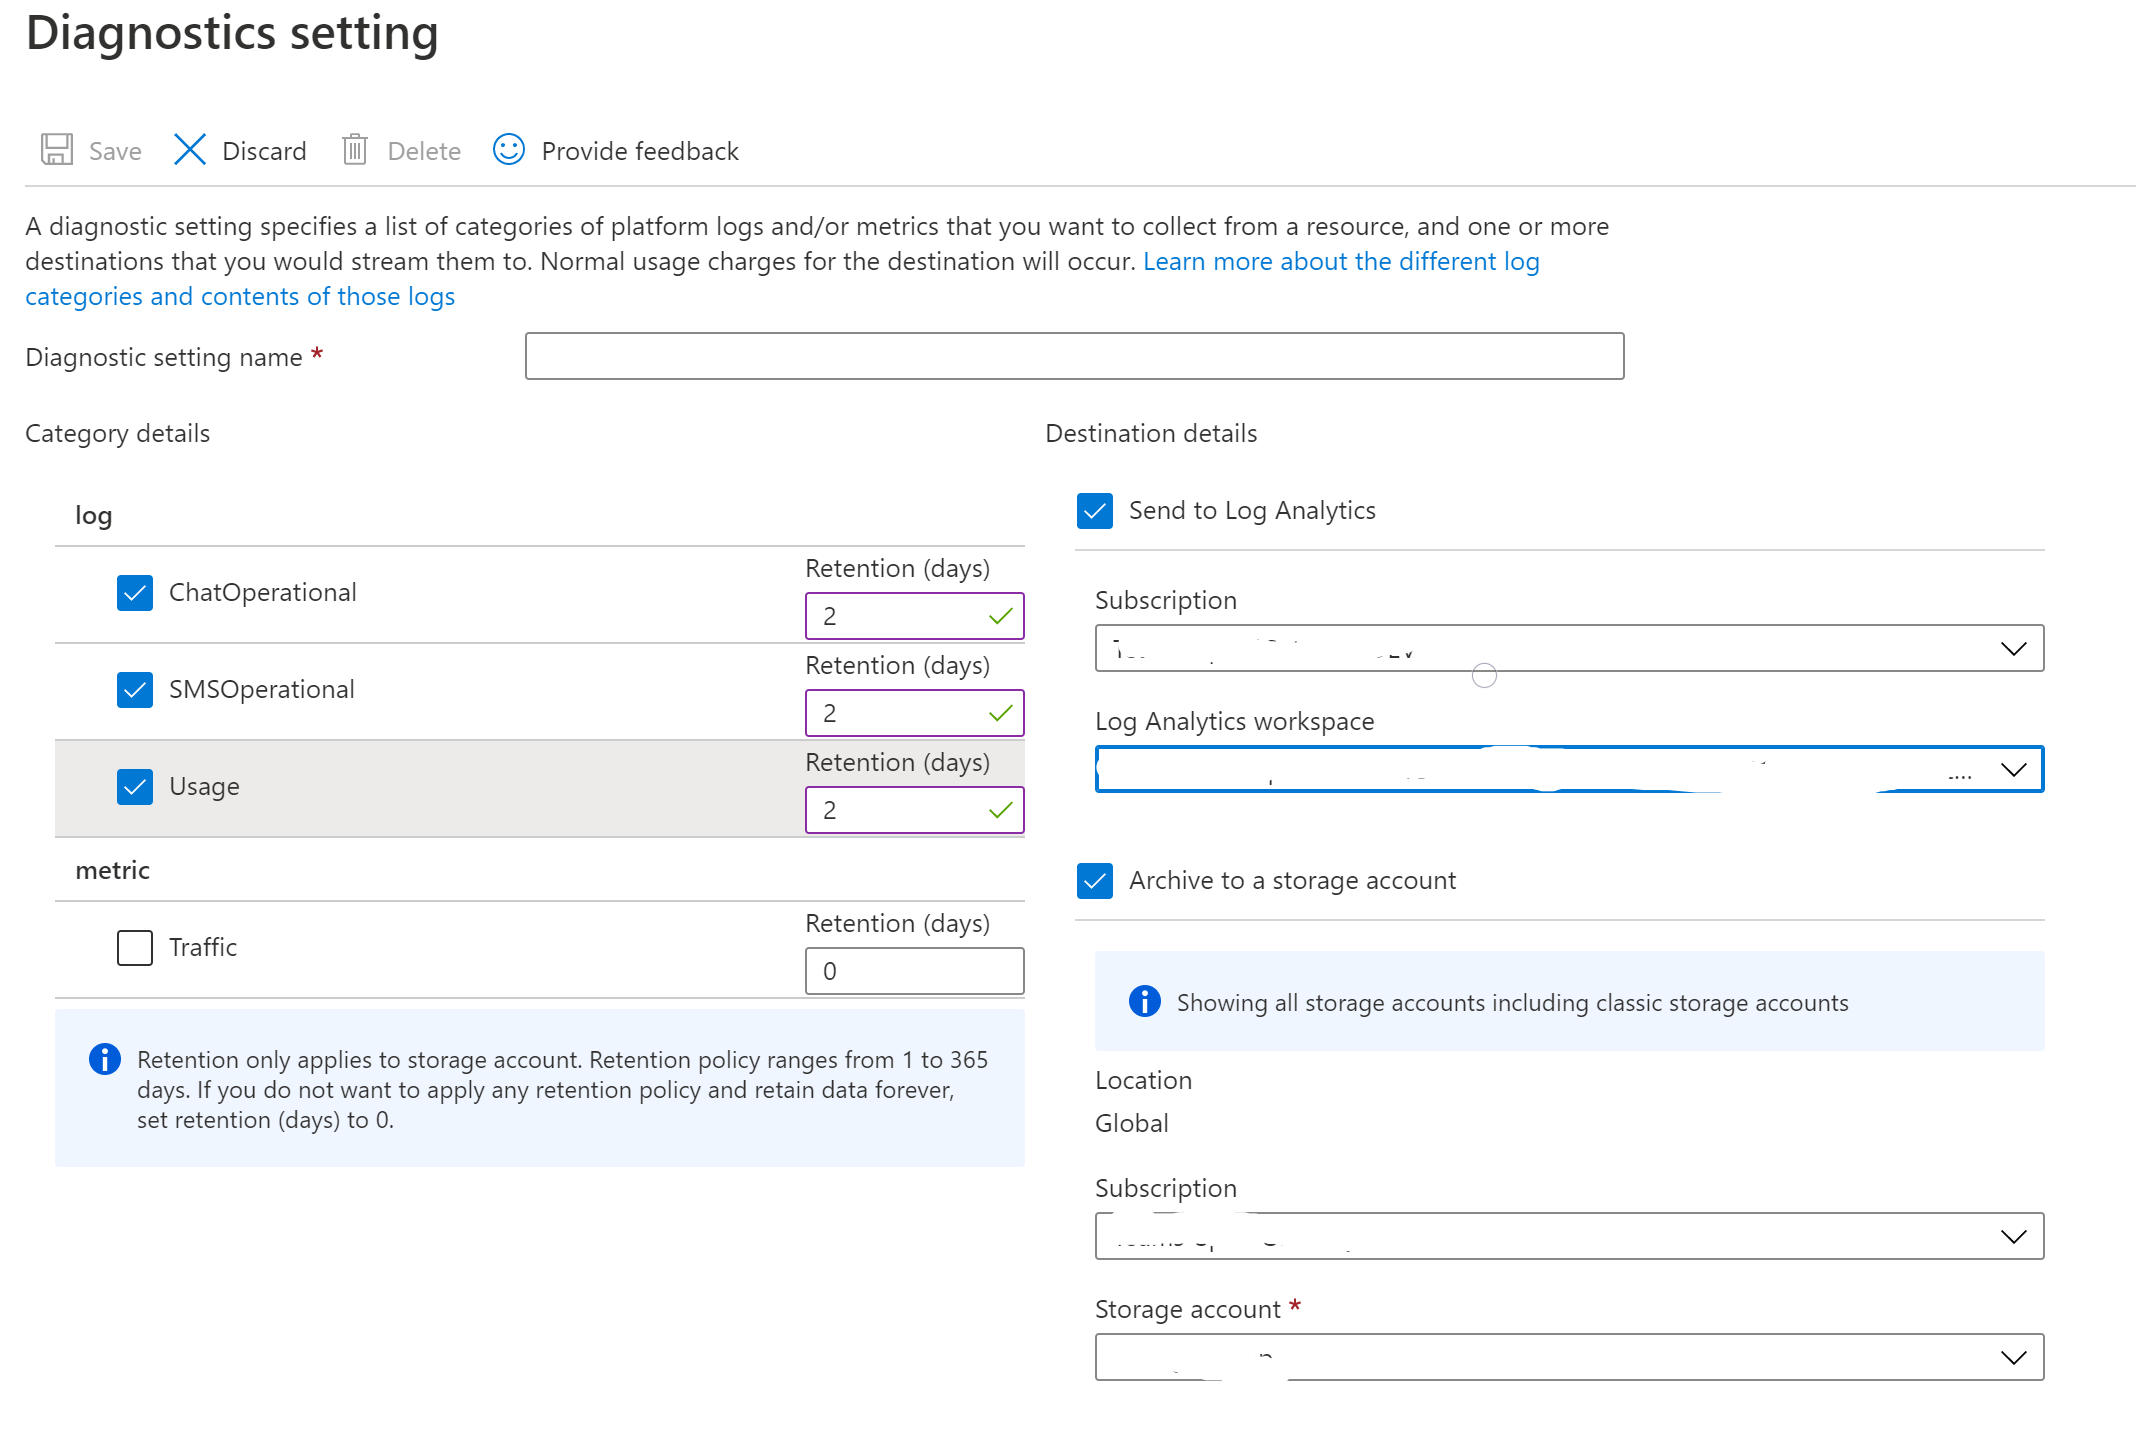 Diagnostics setting
Save Discard Delete Provide feedback
A diagnostic setting specifies a list of categories of platform logs and/or metrics that you want to collect from a resource, and one or more
destinations that you would stream them to. Normal usage charges for the destination will occur. Learn more about the different log
categories and contents of those logs
Diagnostic setting name *
Category details
log
Retention (days)
ChatOperational
2
Retention (days)
SMSOperational
2
Retention (days)
Usage
2
metric
Retention (days)
Traffic
0
Retention only applies to storage account. Retention policy ranges from 1 to 365
days. If you do not want to apply any retention policy and retain data forever,
set retention (days) to 0.
Destination details
Send to Log Analytics
Subscription
Log Analytics workspace
Archive to a storage account
Showing all storage accounts including classic storage accounts
Location
Global
Subscription
Storage account *